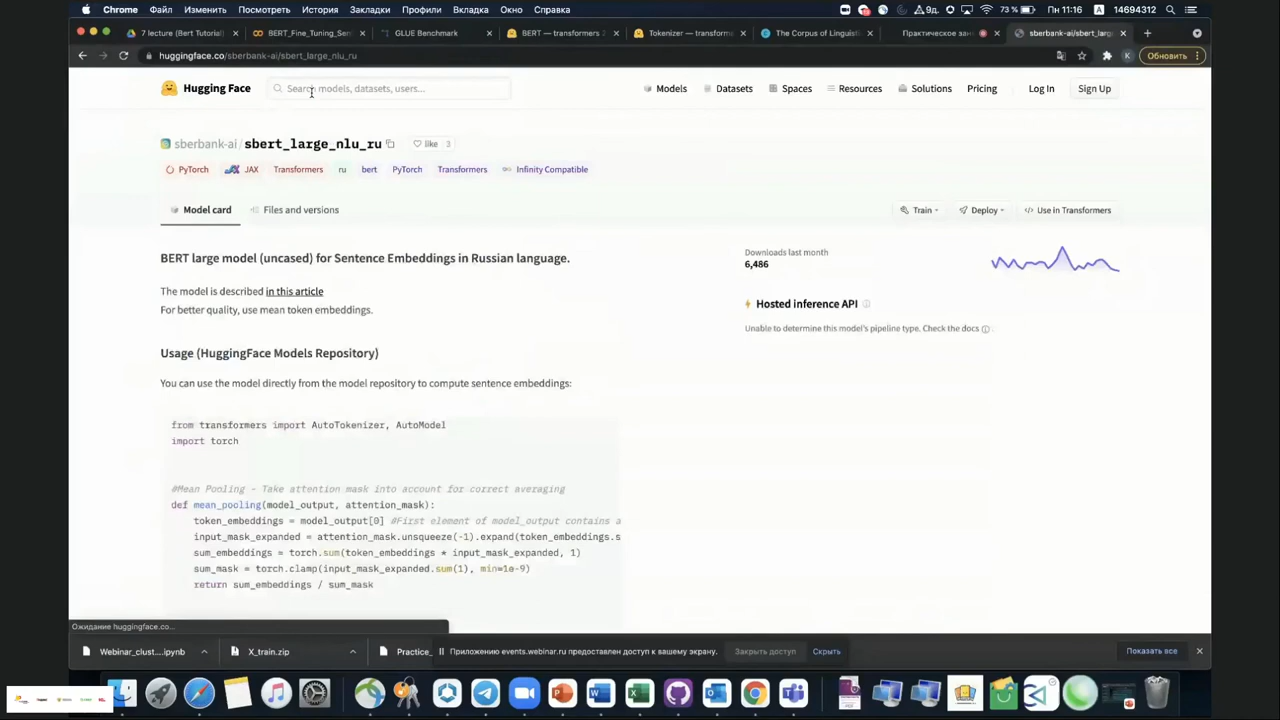 Chrome Файл Изменить Посмотреть История Закладки Профили Вкладка Окно Справка 9д. 73 % Пн 11:16 A 14694312
7 lecture (Bert Tutorial) × BERT_Fine_Tuning_Sen × GLUE Benchmark × BERT — transformers × Tokenizer — transform × The Corpus of Linguist × Практическое зан × sberbank-ai/sbert_larg ×
huggingface.co/sberbank-ai/sbert_large_nlu_ru K Обновить
Hugging Face Search models, datasets, users... Models Datasets Spaces Resources Solutions Pricing Log In Sign Up
sberbank-ai/ sbert_large_nlu_ru like 3
PyTorch JAX Transformers ru bert PyTorch Transformers Infinity Compatible
Model card Files and versions Train Deploy </> Use in Transformers
BERT large model (uncased) for Sentence Embeddings in Russian language.
Downloads last month
6,486
The model is described in this article
For better quality, use mean token embeddings.
Hosted inference API
Unable to determine this model's pipeline type. Check the docs
Usage (HuggingFace Models Repository)
You can use the model directly from the model repository to compute sentence embeddings:
from transformers import AutoTokenizer, AutoModel
import torch
#Mean Pooling - Take attention mask into account for correct averaging
def mean_pooling(model_output, attention_mask):
token_embeddings = model_output[0] #First element of model_output contains a
input_mask_expanded = attention_mask.unsqueeze(-1).expand(token_embeddings.s
sum_embeddings = torch.sum(token_embeddings * input_mask_expanded, 1)
sum_mask = torch.clamp(input_mask_expanded.sum(1), min=1e-9)
return sum_embeddings / sum_mask
Ожидание huggingface.co...
Webinar_clust....ipynb X_train.zip Practice_ Приложению events.webinar.ru предоставлен доступ к вашему экрану. Закрыть доступ Скрыть Показать все